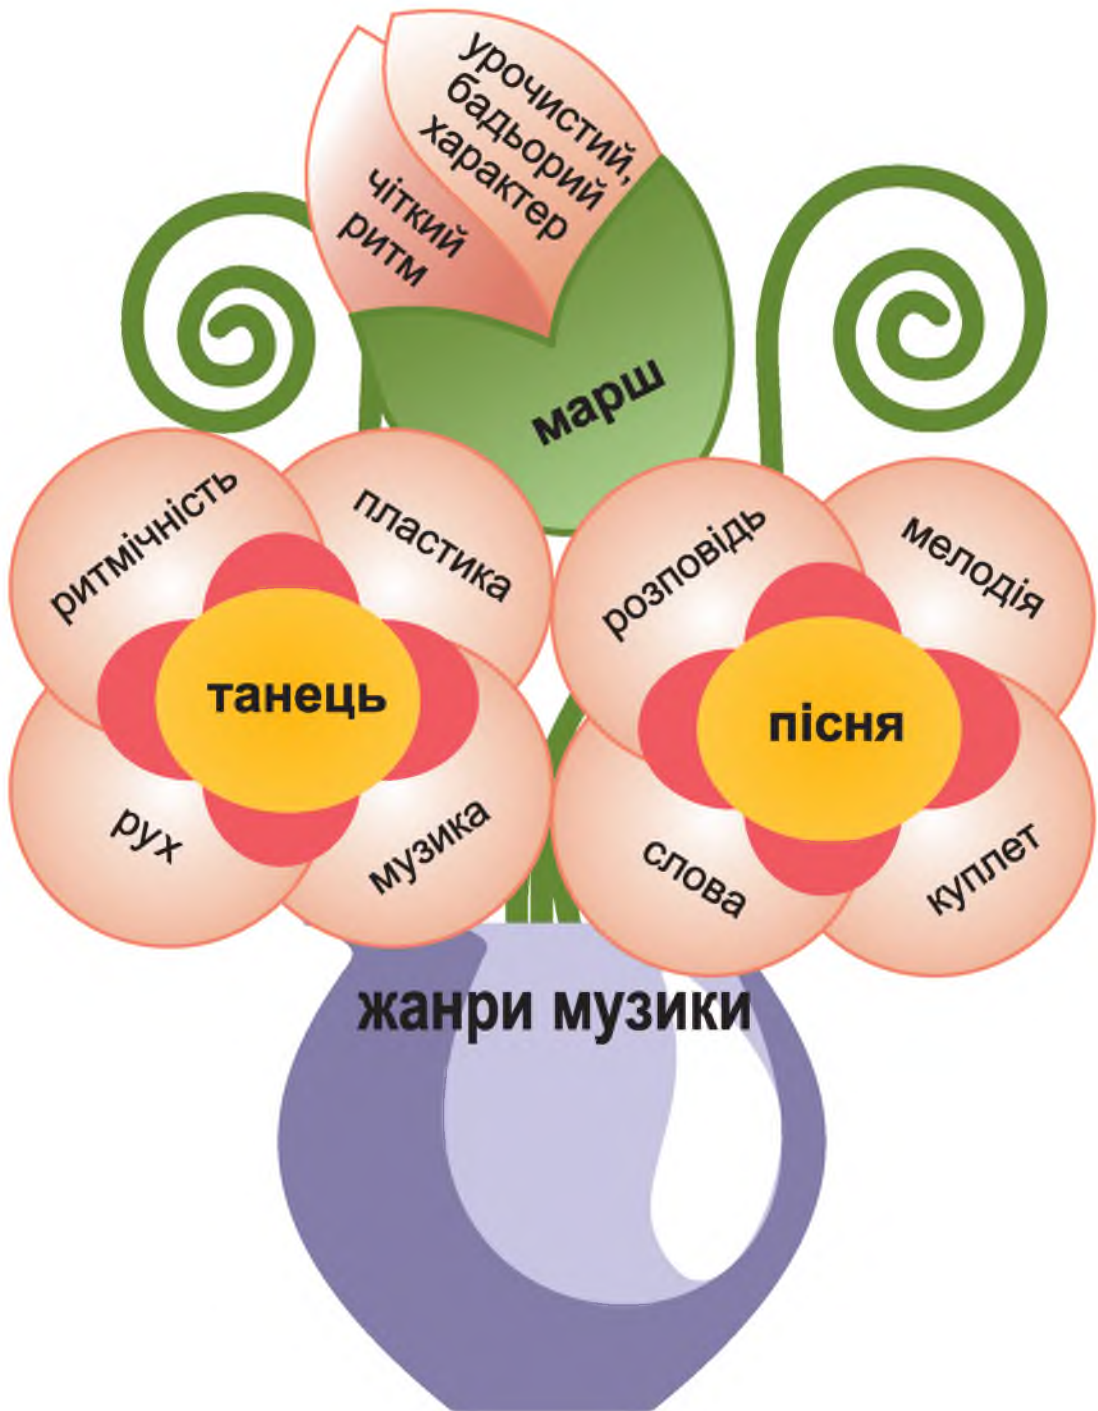 урочистий,
бадьорий
характер
чіткий
ритм
марш
ритмічність
пластика
танець
рух
музика
розповідь
мелодія
пісня
слова
куплет
жанри музики